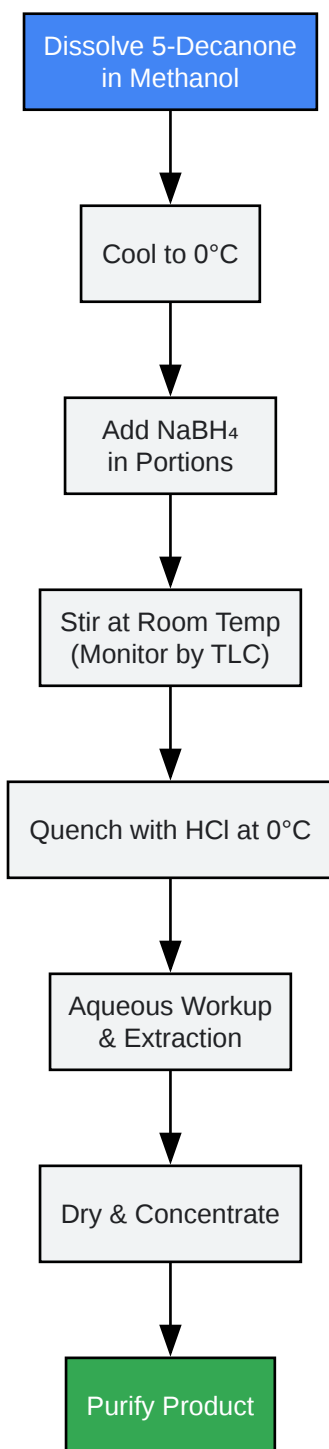 Dissolve 5-Decanone
in Methanol
Cool to 0°C
Add NaBH₄
in Portions
Stir at Room Temp
(Monitor by TLC)
Quench with HCl at 0°C
Aqueous Workup
& Extraction
Dry & Concentrate
Purify Product